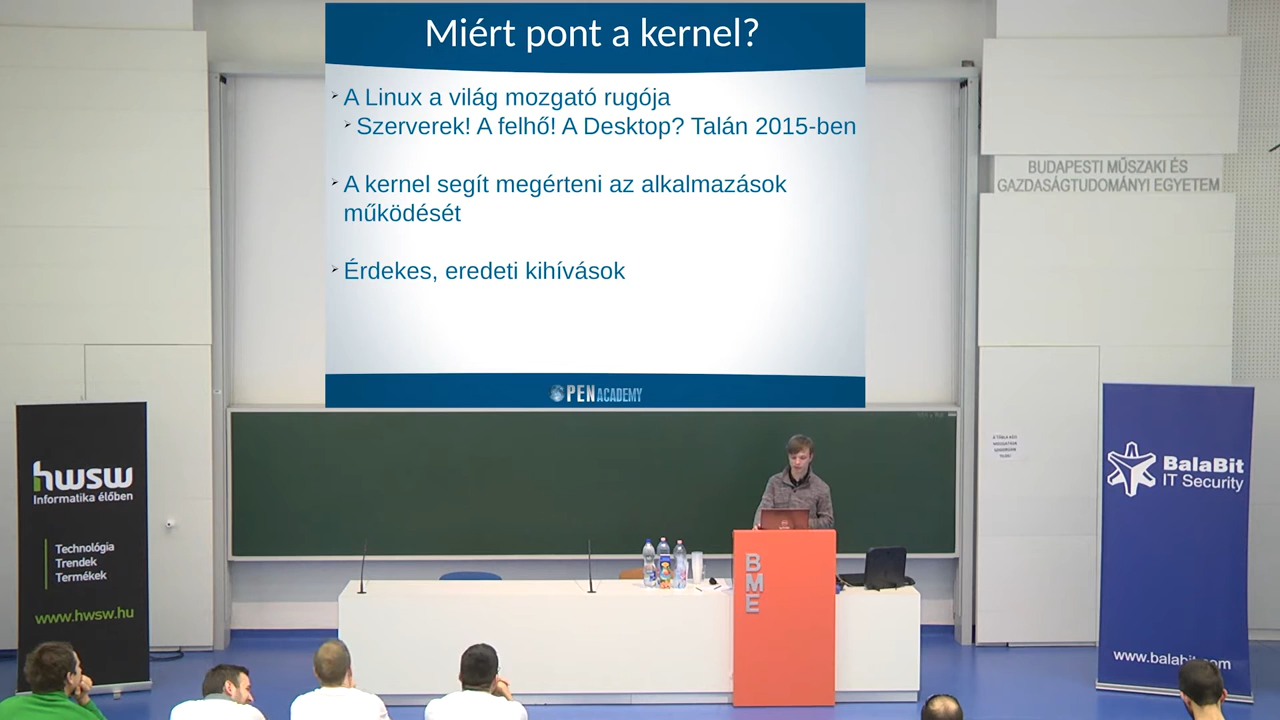 Miért pont a kernel?
A Linux a világ mozgató rugója
Szerverek! A felhő! A Desktop? Talán 2015-ben
A kernel segít megérteni az alkalmazások
működését
Érdekes, eredeti kihívások
OPEN ACADEMY
BUDAPESTI MŰSZAKI ÉS
GAZDASÁGTUDOMÁNYI EGYETEM
hwsw
Informatika élőben
Technológia
Trendek
Termékek
www.hwsw.hu
BME
BalaBit
IT Security
www.balabit.com